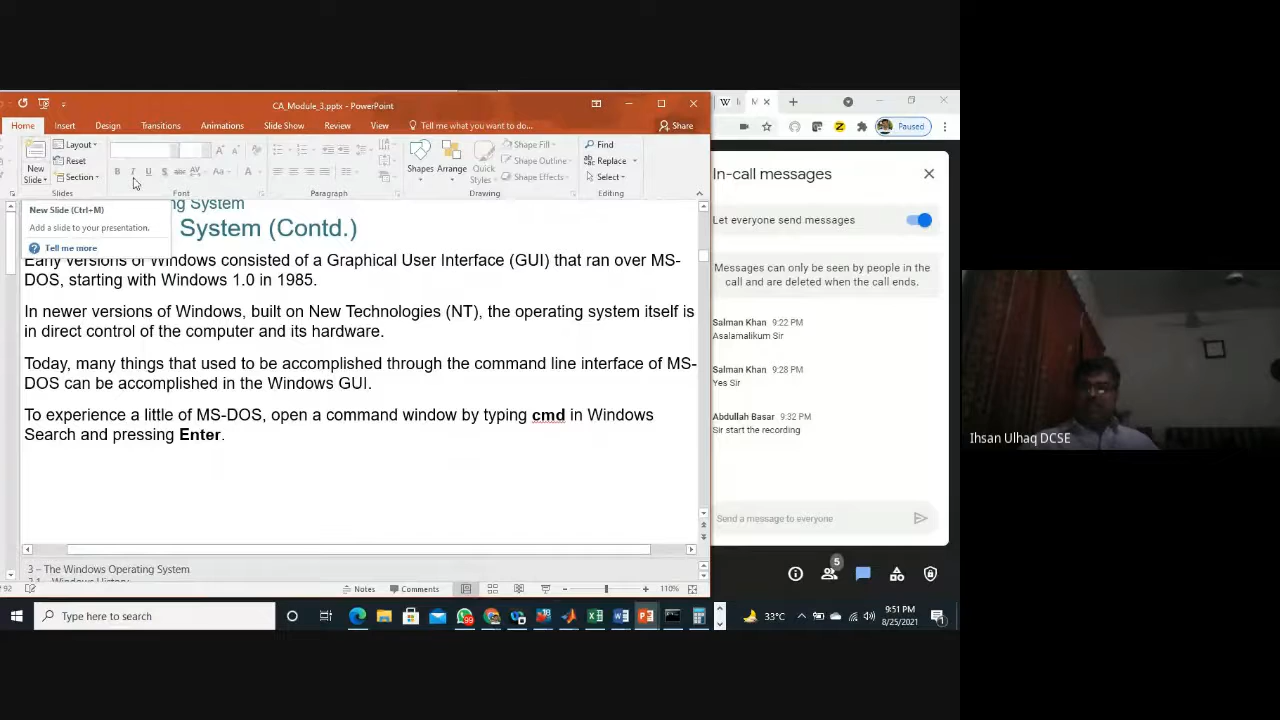 CA_Module_3.pptx - PowerPoint
Home Insert Design Transitions Animations Slide Show Review View Tell me what you want to do... Share
New Slide
Layout
Reset
Section
Slides
Font
Paragraph
Shapes
Arrange
Quick Styles
Shape Fill
Shape Outline
Shape Effects
Drawing
Find
Replace
Select
Editing
New Slide (Ctrl+M)
Add a slide to your presentation.
Tell me more
ng System
System (Contd.)
Early versions of Windows consisted of a Graphical User Interface (GUI) that ran over MS-
DOS, starting with Windows 1.0 in 1985.
In newer versions of Windows, built on New Technologies (NT), the operating system itself is
in direct control of the computer and its hardware.
Today, many things that used to be accomplished through the command line interface of MS-
DOS can be accomplished in the Windows GUI.
To experience a little of MS-DOS, open a command window by typing cmd in Windows
Search and pressing Enter.
3 – The Windows Operating System
Windows History
92
Notes
Comments
110%
Paused
In-call messages
Let everyone send messages
Messages can only be seen by people in the
call and are deleted when the call ends.
Salman Khan 9:22 PM
Asalamalikum Sir
Salman Khan 9:28 PM
Yes Sir
Abdullah Basar 9:32 PM
Sir start the recording
Send a message to everyone
5
Type here to search
99
33°C
9:51 PM
8/25/2021
1
Ihsan Ulhaq DCSE